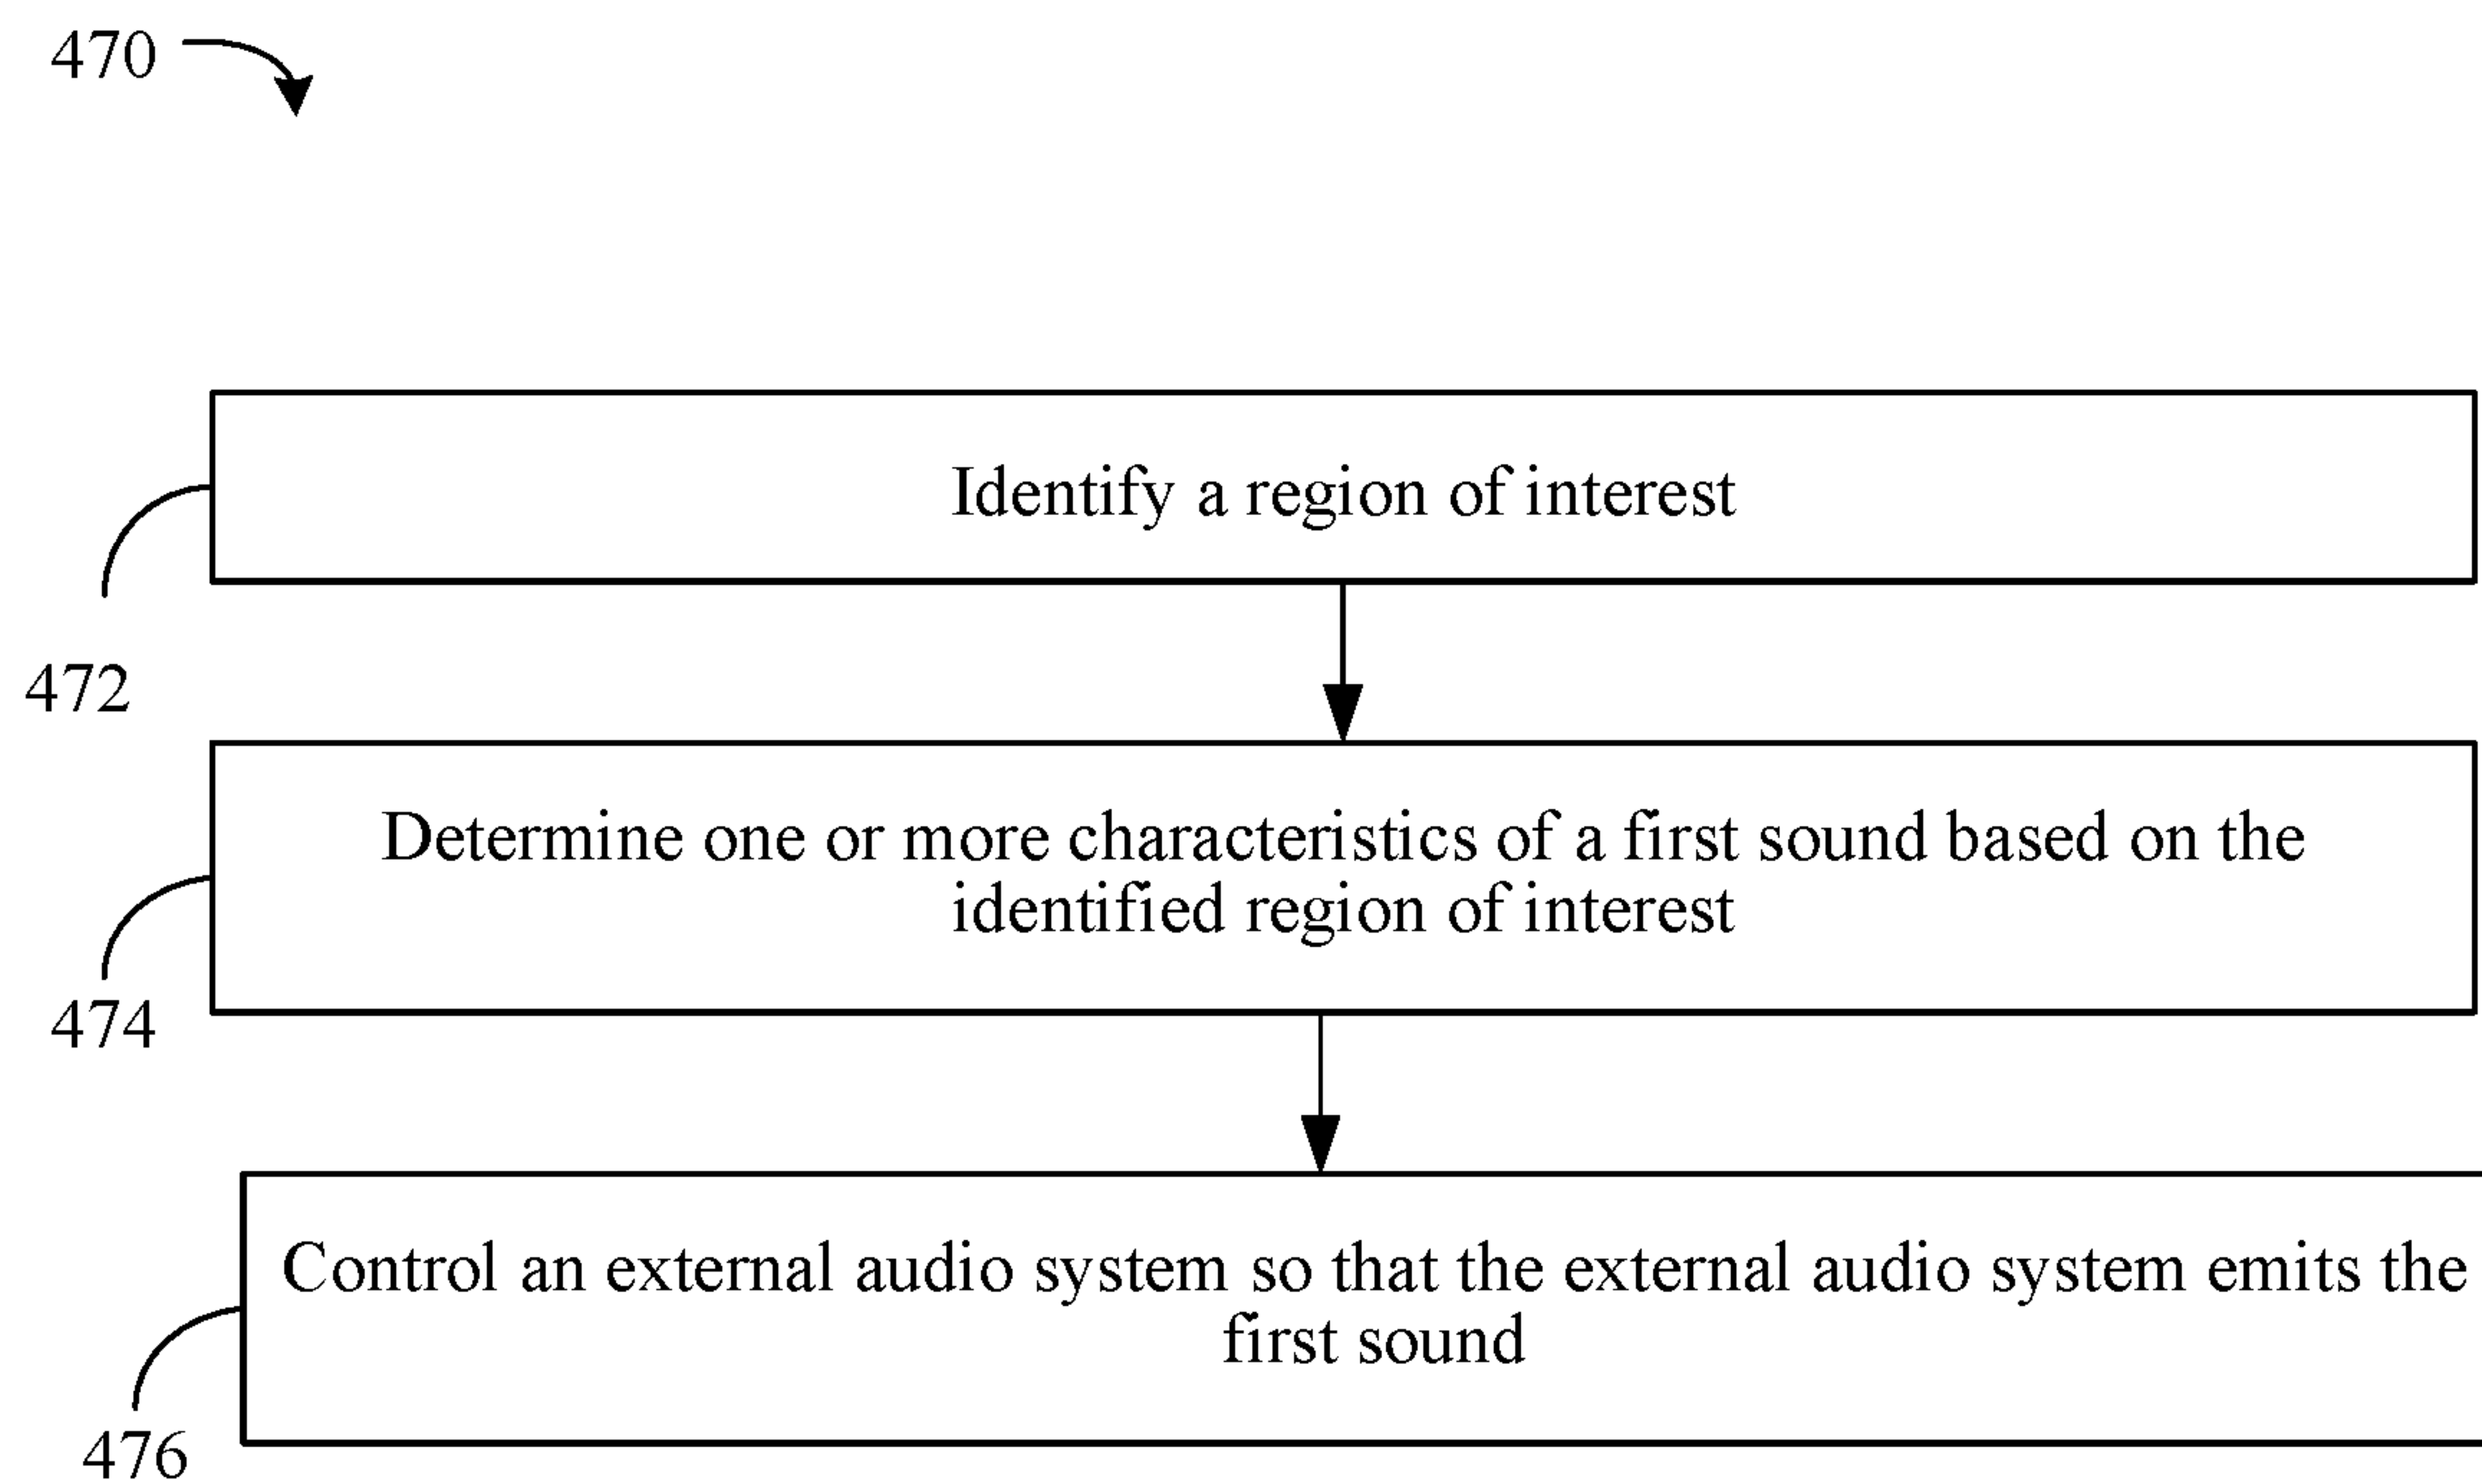 470
Identify a region of interest
472
Determine one or more characteristics of a first sound based on the
identified region of interest
474
Control an external audio system so that the external audio system emits the
first sound
476